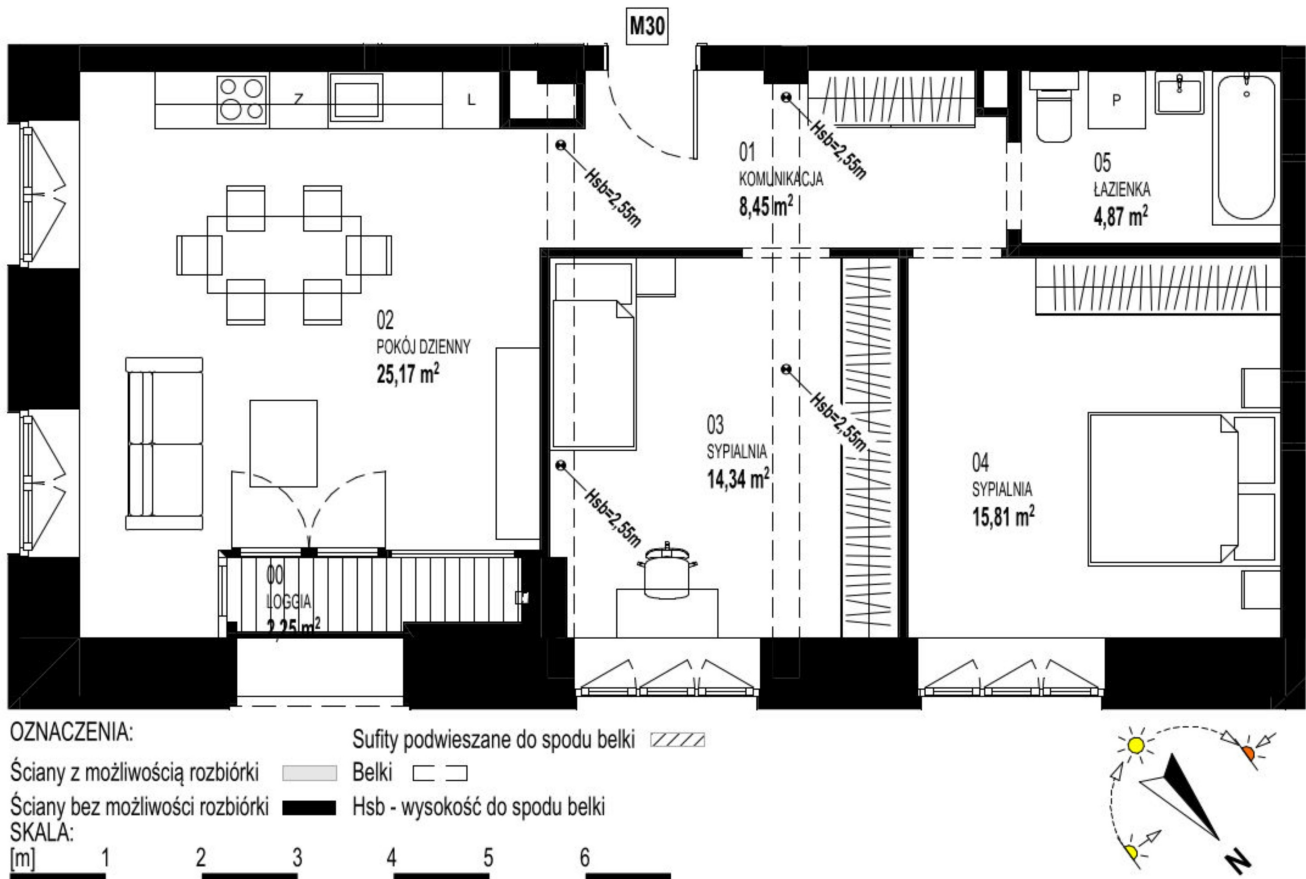 M30
Z
L
Hsb=2,55m
01
KOMUNIKACJA
8,45 m²
Hsb=2,55m
P
05
ŁAZIENKA
4,87 m²
02
POKÓJ DZIENNY
25,17 m²
03
SYPIALNIA
14,34 m²
Hsb=2,55m
Hsb=2,55m
04
SYPIALNIA
15,81 m²
00
LOGGIA
2,25 m²
OZNACZENIA:
Sufity podwieszane do spodu belki
Ściany z możliwością rozbiórki
Belki
Ściany bez możliwości rozbiórki
Hsb - wysokość do spodu belki
SKALA:
[m] 1 2 3 4 5 6
N